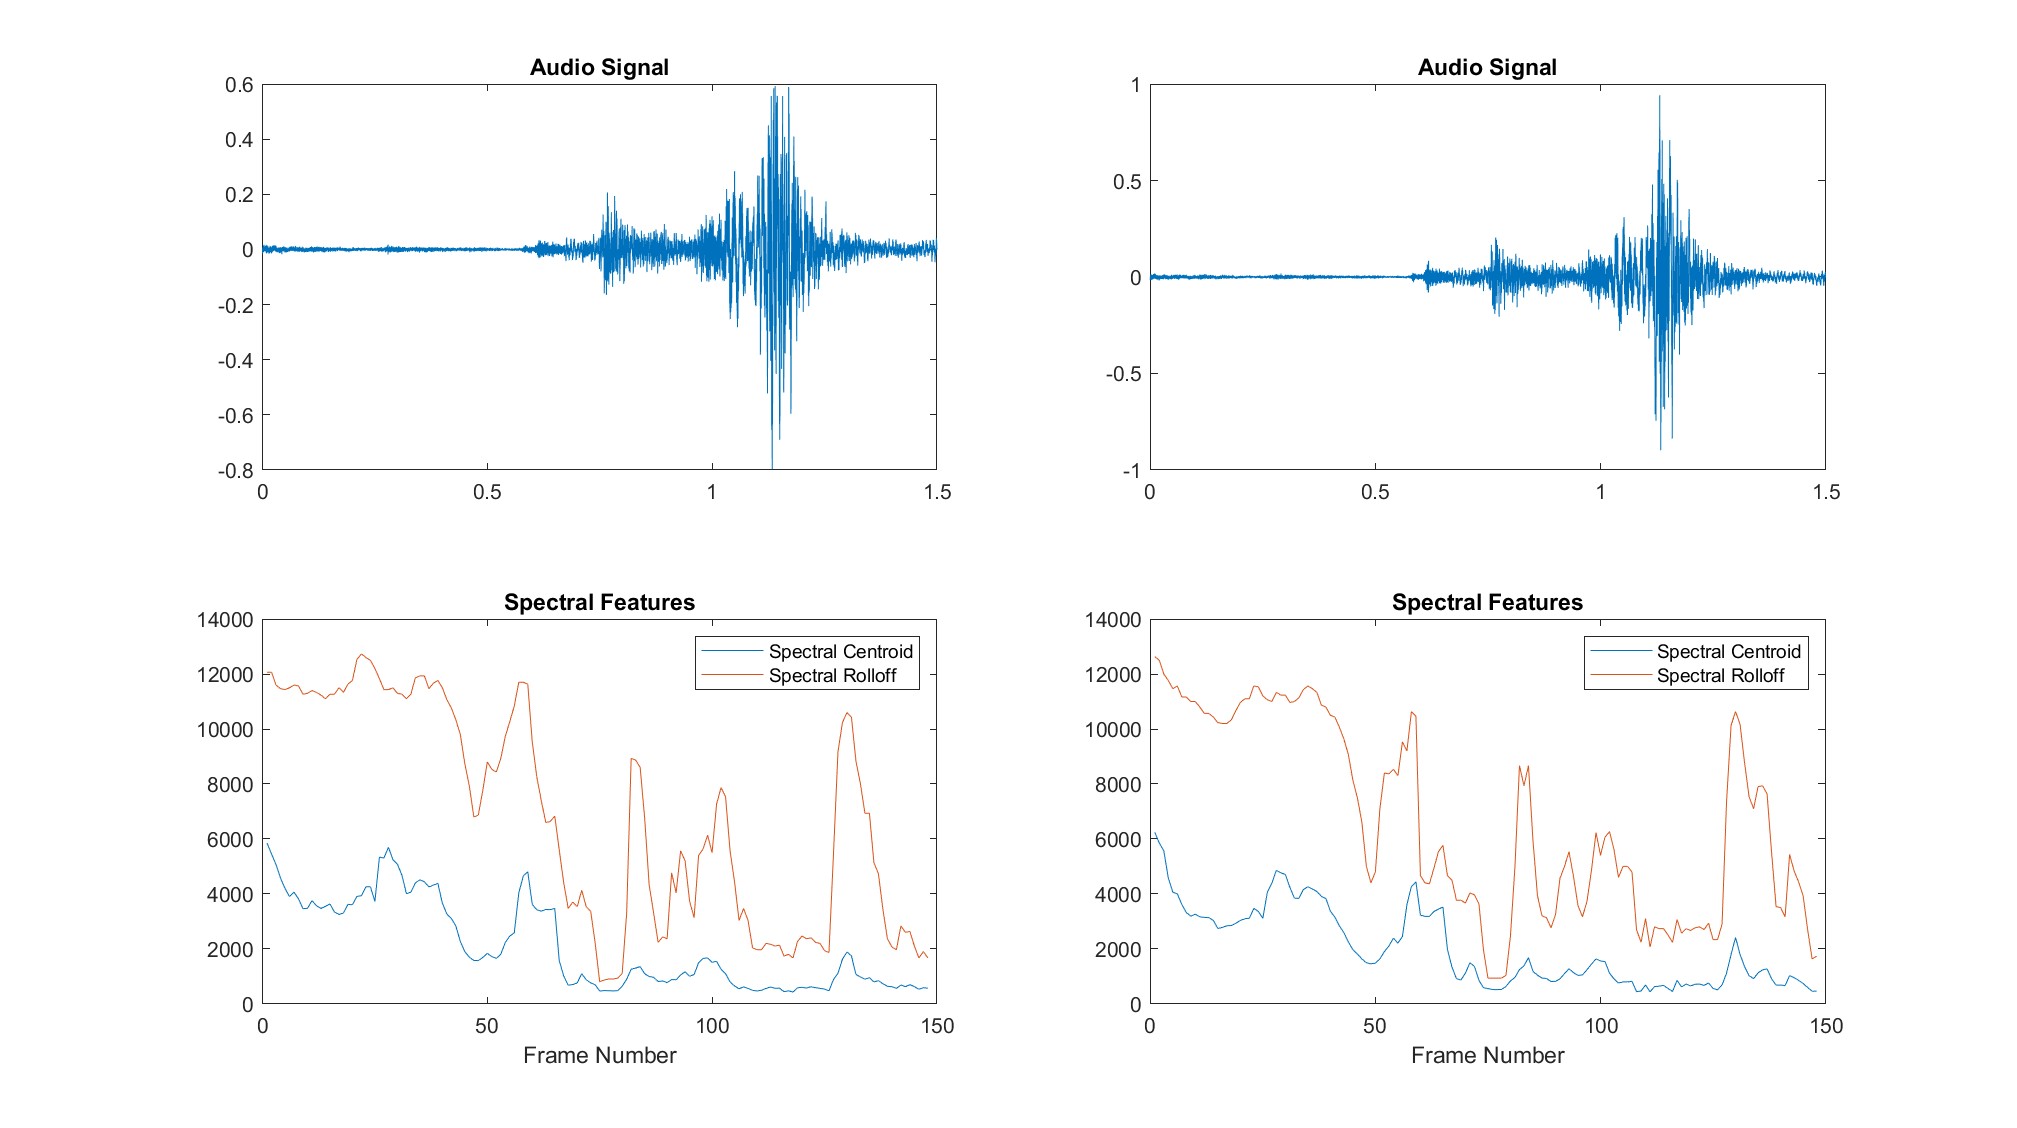 Audio Signal
0.6
0.4
0.2
0
-0.2
-0.4
-0.6
-0.8
0 0.5 1 1.5
Audio Signal
1
0.5
0
-0.5
-1
0 0.5 1 1.5
Spectral Features
14000
12000
10000
8000
6000
4000
2000
0
Spectral Centroid
Spectral Rolloff
0 50 100 150
Frame Number
Spectral Features
14000
12000
10000
8000
6000
4000
2000
0
Spectral Centroid
Spectral Rolloff
0 50 100 150
Frame Number